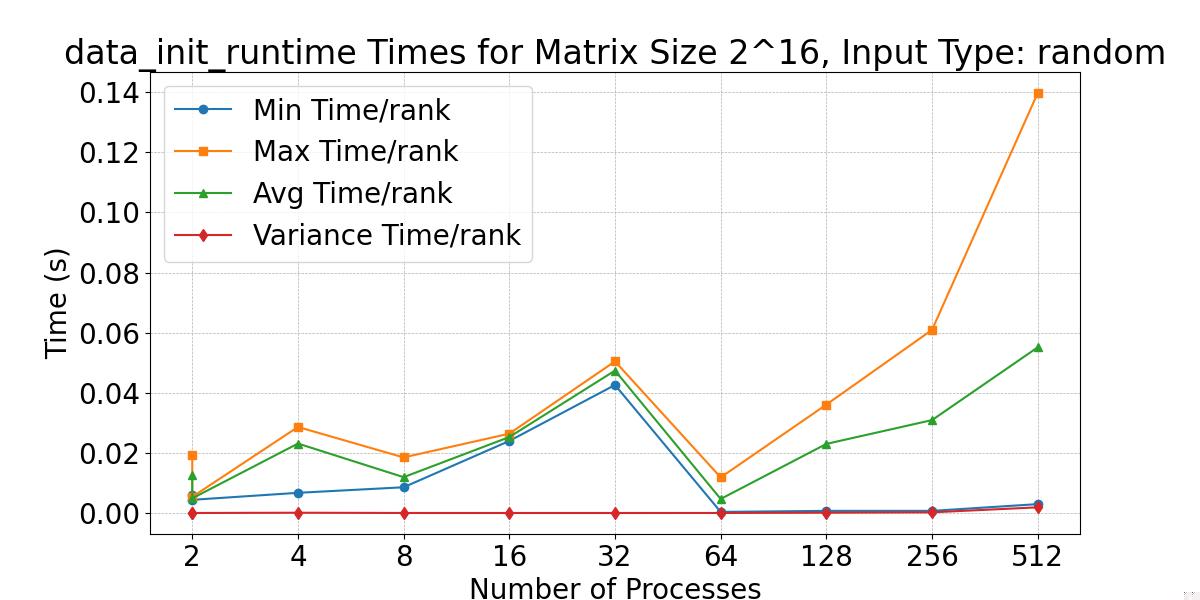 data_init_runtime Times for Matrix Size 2^16, Input Type: random
0.14
0.12
0.10
0.08
0.06
0.04
0.02
0.00
Time (s)
Min Time/rank
Max Time/rank
Avg Time/rank
Variance Time/rank
2 4 8 16 32 64 128 256 512
Number of Processes